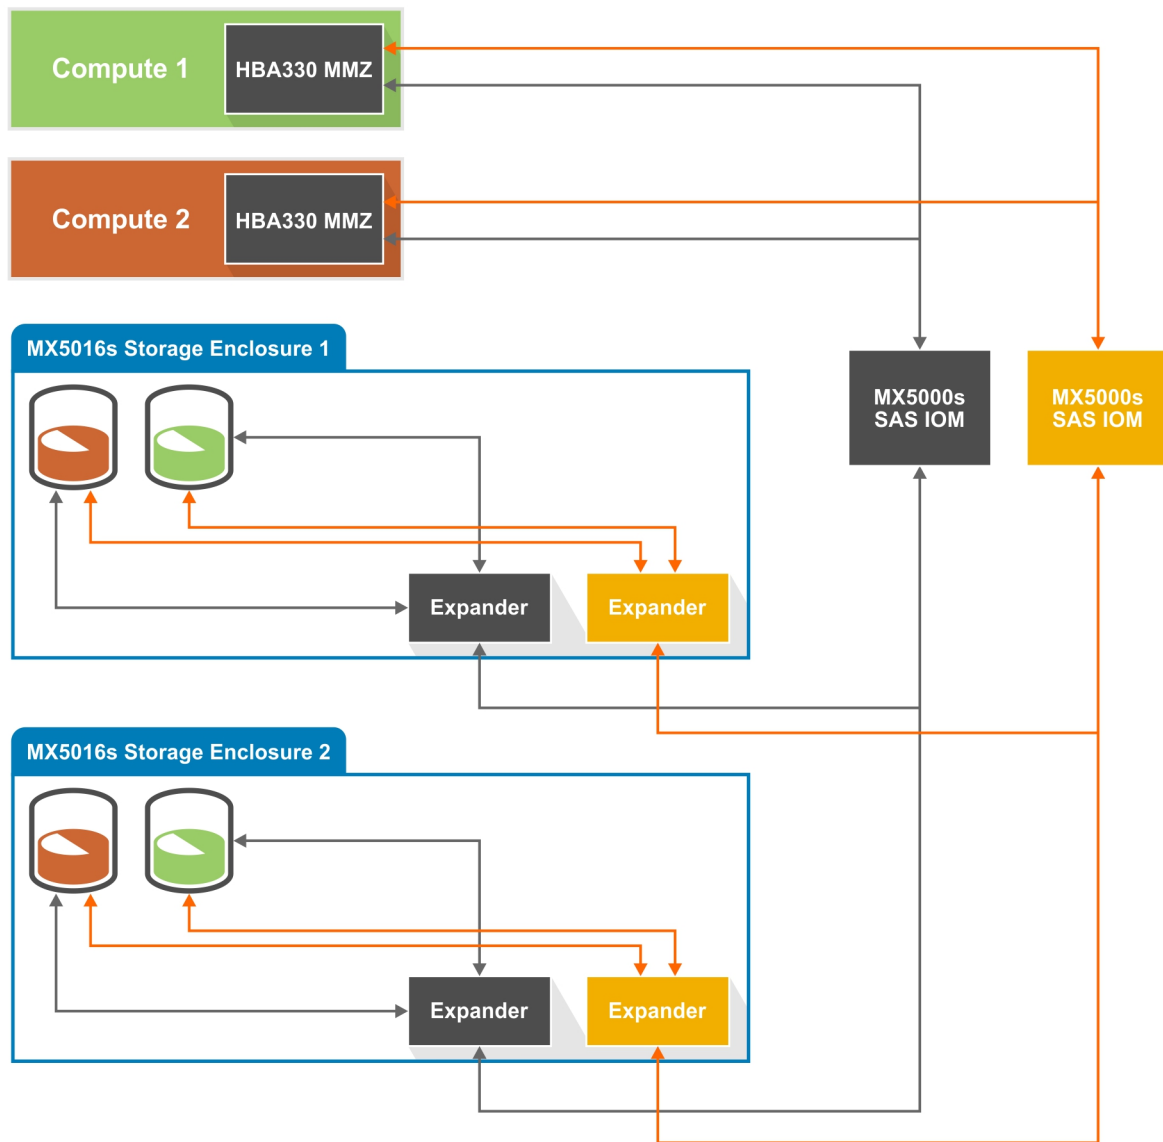 Compute 1
HBA330 MMZ
Compute 2
HBA330 MMZ
MX5016s Storage Enclosure 1
MX5000s
SAS IOM
MX5000s
SAS IOM
Expander
Expander
MX5016s Storage Enclosure 2
Expander
Expander